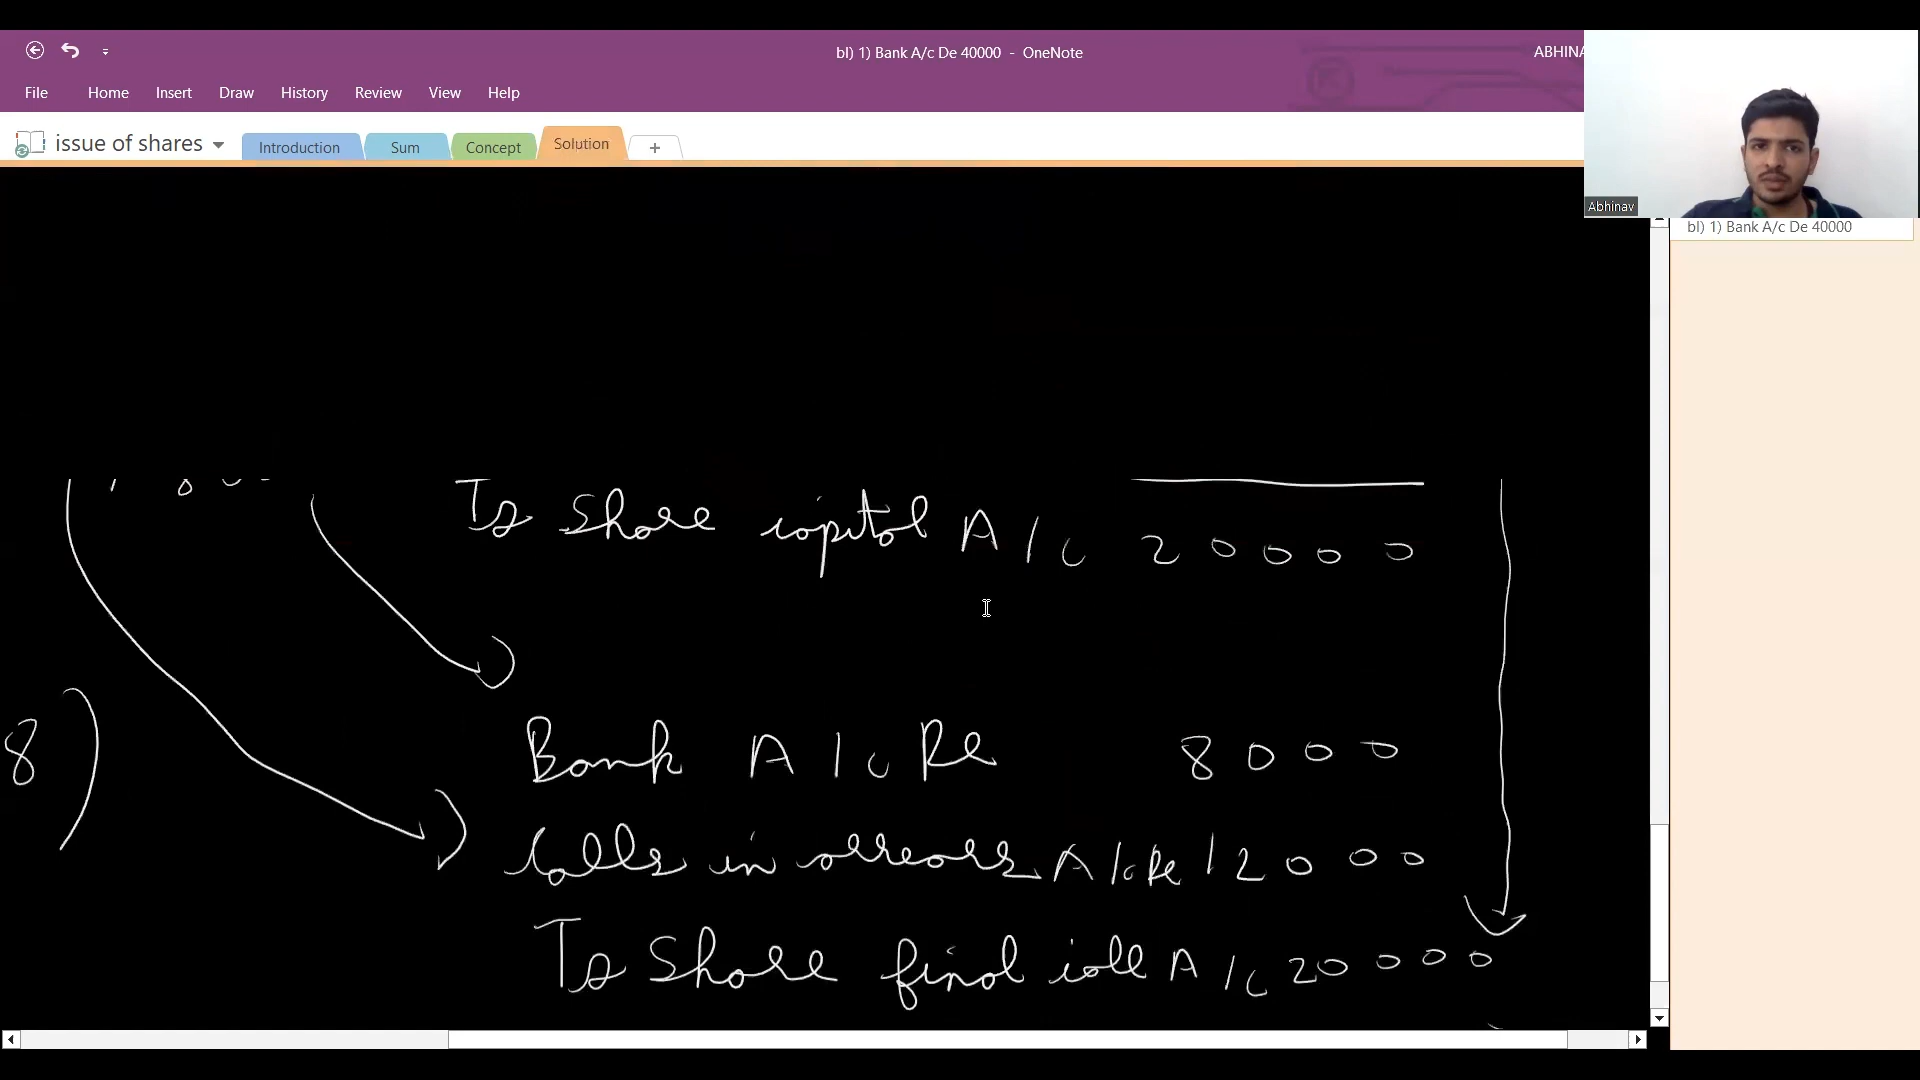 bl) 1) Bank A/c De 40000 - OneNote
ABHINA
File Home Insert Draw History Review View Help
issue of shares
Introduction
Sum
Concept
Solution
+
Abhinav
bl) 1) Bank A/c De 40000
To Share capital A/c 20000
8)
Bank A/c De 8000
Calls in arrears A/c De 12000
To Share final call A/c 20000